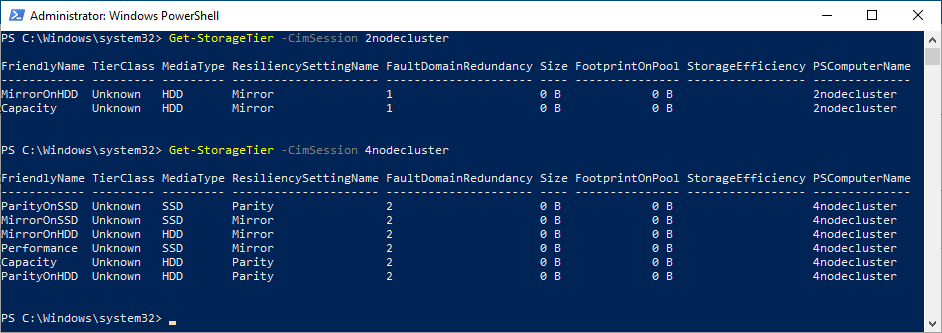 Administrator: Windows PowerShell
PS C:\Windows\system32> Get-StorageTier -CimSession 2nodecluster
FriendlyName TierClass MediaType ResiliencySettingName FaultDomainRedundancy Size FootprintOnPool StorageEfficiency PSComputerName
------------ --------- --------- --------------------- --------------------- ---- --------------- ----------------- --------------
MirrorOnHDD Unknown HDD Mirror 1 0 B 0 B 2nodecluster
Capacity Unknown HDD Mirror 1 0 B 0 B 2nodecluster
PS C:\Windows\system32> Get-StorageTier -CimSession 4nodecluster
FriendlyName TierClass MediaType ResiliencySettingName FaultDomainRedundancy Size FootprintOnPool StorageEfficiency PSComputerName
------------ --------- --------- --------------------- --------------------- ---- --------------- ----------------- --------------
ParityOnSSD Unknown SSD Parity 2 0 B 0 B 4nodecluster
MirrorOnSSD Unknown SSD Mirror 2 0 B 0 B 4nodecluster
MirrorOnHDD Unknown HDD Mirror 2 0 B 0 B 4nodecluster
Performance Unknown SSD Mirror 2 0 B 0 B 4nodecluster
Capacity Unknown HDD Parity 2 0 B 0 B 4nodecluster
ParityOnHDD Unknown HDD Parity 2 0 B 0 B 4nodecluster
PS C:\Windows\system32>